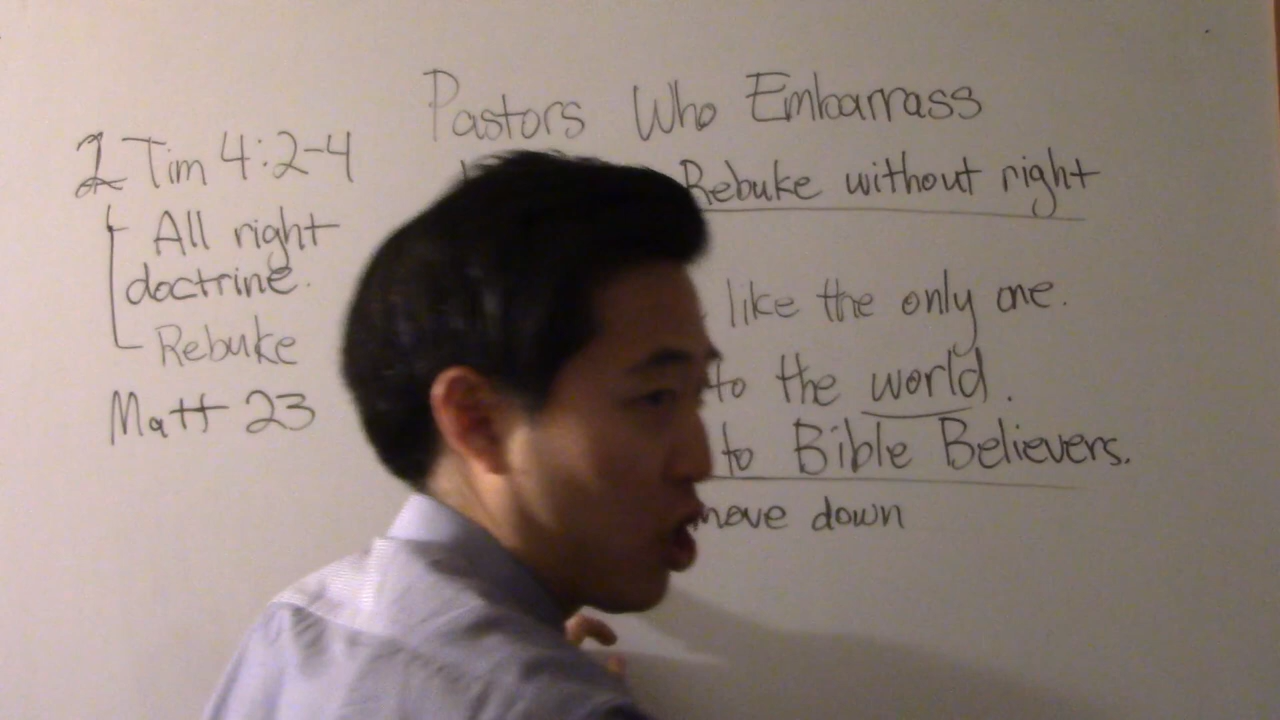 Pastors Who Embarrass
Rebuke without right
2 Tim 4:2-4
All right
doctrine.
Rebuke
Matt 23
like the only one.
to the world.
to Bible Believers.
move down